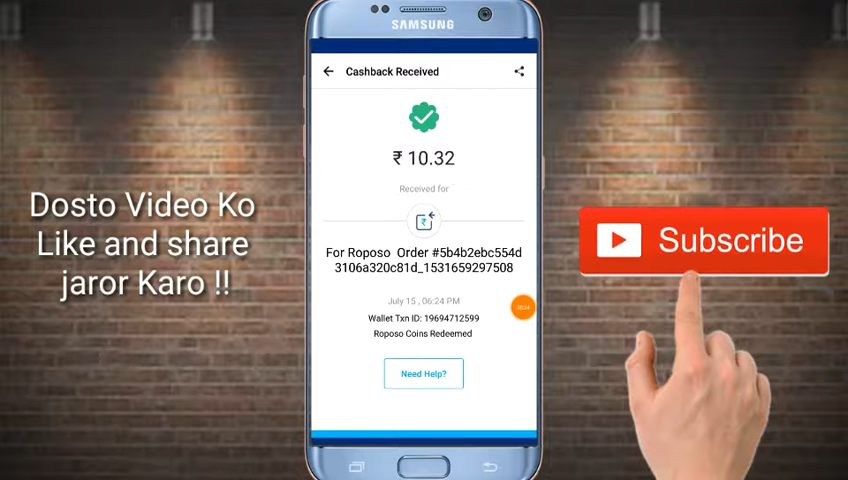 SAMSUNG
Cashback Received
₹ 10.32
Received for
For Roposo Order #5b4b2ebc554d
3106a320c81d_1531659297508
July 15 , 06:24 PM
Wallet Txn ID: 19694712599
Roposo Coins Redeemed
Need Help?
Dosto Video Ko
Like and share
jaror Karo !!
Subscribe